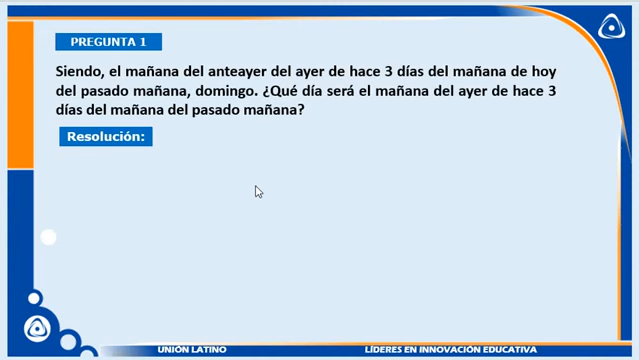 PREGUNTA 1
Siendo, el mañana del anteayer del ayer de hace 3 días del mañana de hoy
del pasado mañana, domingo. ¿Qué día será el mañana del ayer de hace 3
días del mañana del pasado mañana?
Resolución:
UNIÓN LATINO
LÍDERES EN INNOVACIÓN EDUCATIVA